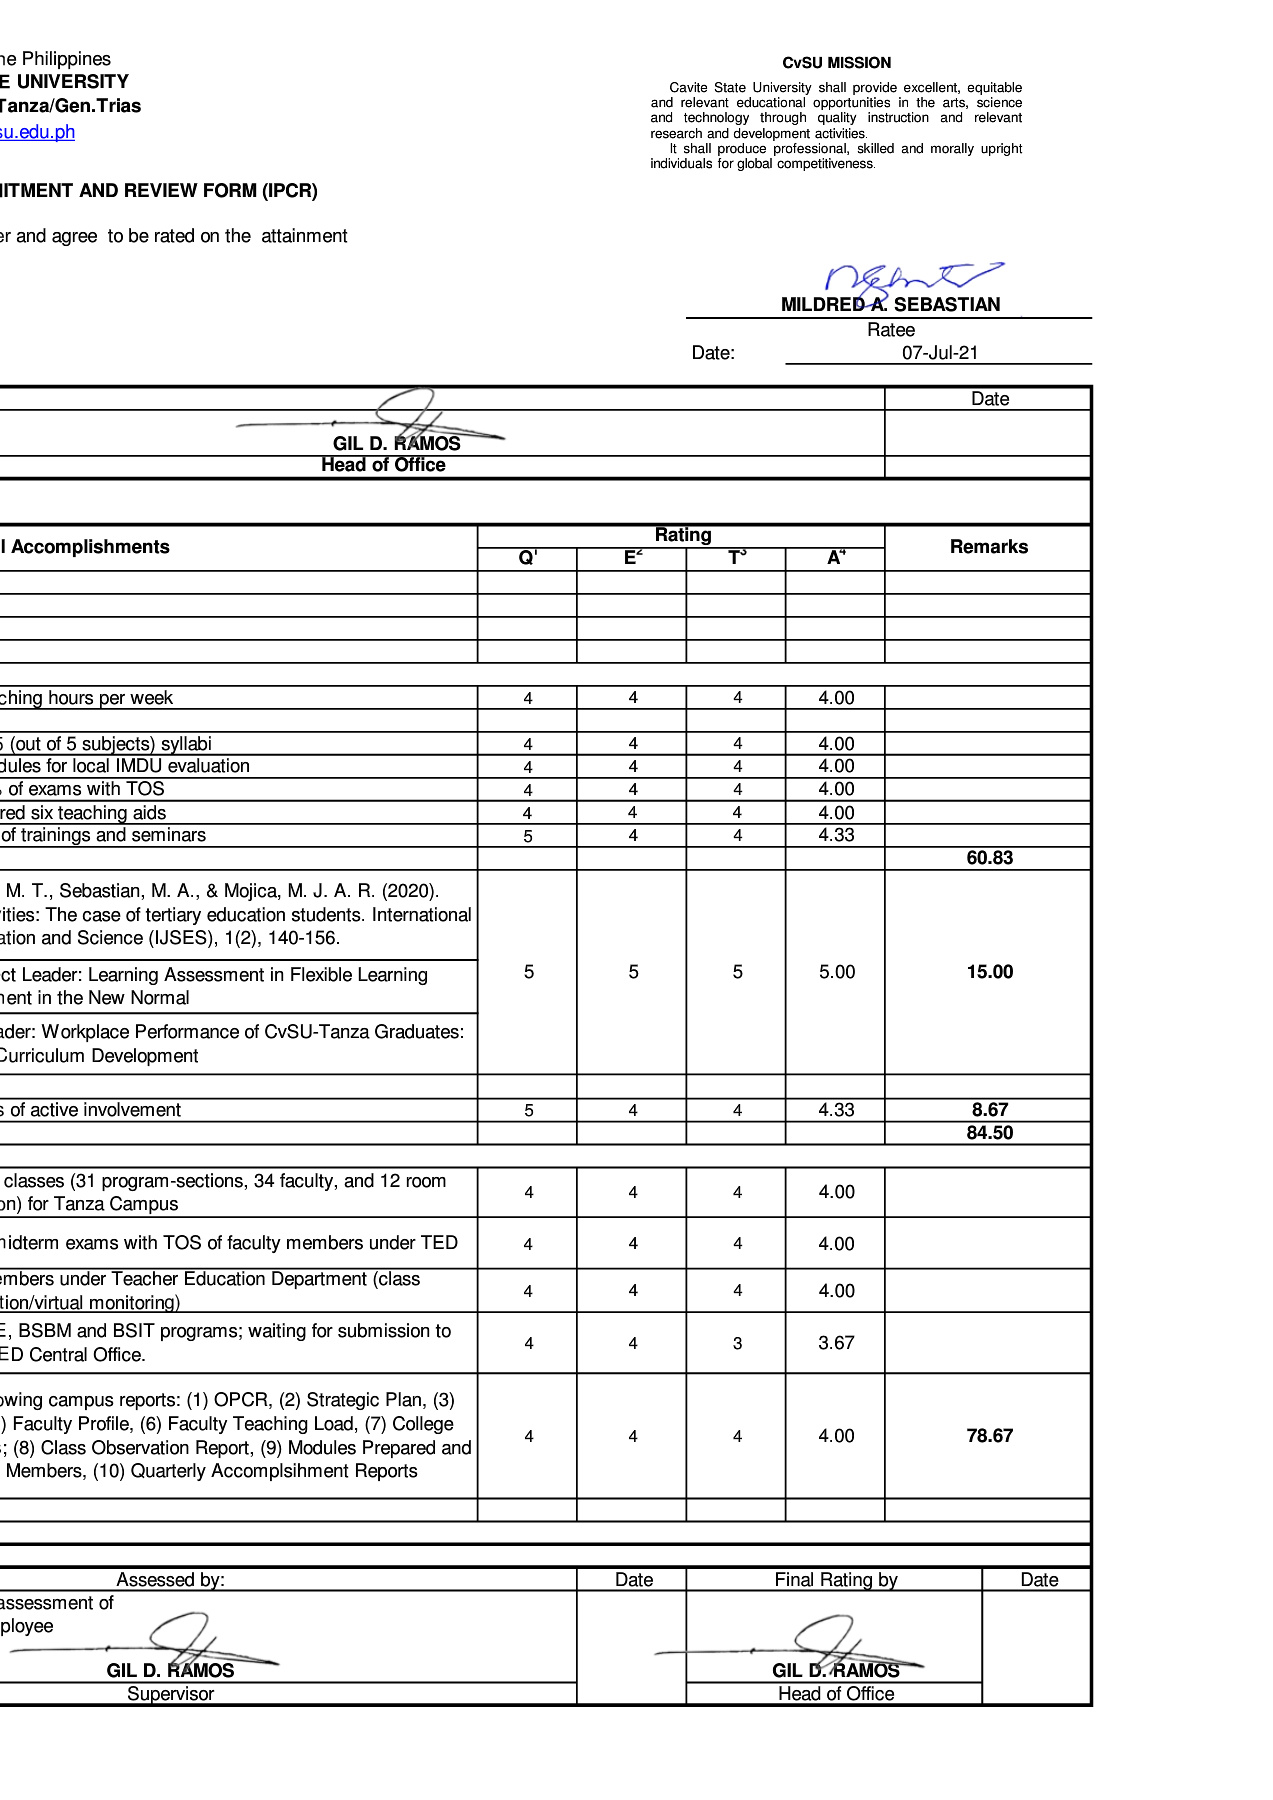 ne Philippines
E UNIVERSITY
Tanza/Gen.Trias
su.edu.ph
CvSU MISSION
Cavite State University shall provide excellent, equitable
and relevant educational opportunities in the arts, science
and technology through quality instruction and relevant
research and development activities.
It shall produce professional, skilled and morally upright
individuals for global competitiveness.
ITMENT AND REVIEW FORM (IPCR)
er and agree to be rated on the attainment
MILDRED A. SEBASTIAN
Ratee
Date: 07-Jul-21
Date
GIL D. RAMOS
Head of Office
l Accomplishments Rating Remarks
Q¹ E² T³ A⁴
ching hours per week 4 4 4 4.00
5 (out of 5 subjects) syllabi 4 4 4 4.00
dules for local IMDU evaluation 4 4 4 4.00
% of exams with TOS 4 4 4 4.00
red six teaching aids 4 4 4 4.00
of trainings and seminars 5 4 4 4.33
60.83
M. T., Sebastian, M. A., & Mojica, M. J. A. R. (2020).
ities: The case of tertiary education students. International
ation and Science (IJSES), 1(2), 140-156.
ct Leader: Learning Assessment in Flexible Learning
ment in the New Normal
5 5 5 5.00 15.00
ader: Workplace Performance of CvSU-Tanza Graduates:
Curriculum Development
s of active involvement 5 4 4 4.33 8.67
84.50
classes (31 program-sections, 34 faculty, and 12 room
on) for Tanza Campus
4 4 4 4.00
midterm exams with TOS of faculty members under TED 4 4 4 4.00
embers under Teacher Education Department (class
tion/virtual monitoring)
4 4 4 4.00
E, BSBM and BSIT programs; waiting for submission to
ED Central Office.
4 4 3 3.67
owing campus reports: (1) OPCR, (2) Strategic Plan, (3)
) Faculty Profile, (6) Faculty Teaching Load, (7) College
s; (8) Class Observation Report, (9) Modules Prepared and
Members, (10) Quarterly Accomplsihment Reports
4 4 4 4.00 78.67
Assessed by: Date Final Rating by Date
assessment of
ployee
GIL D. RAMOS GIL D. RAMOS
Supervisor Head of Office